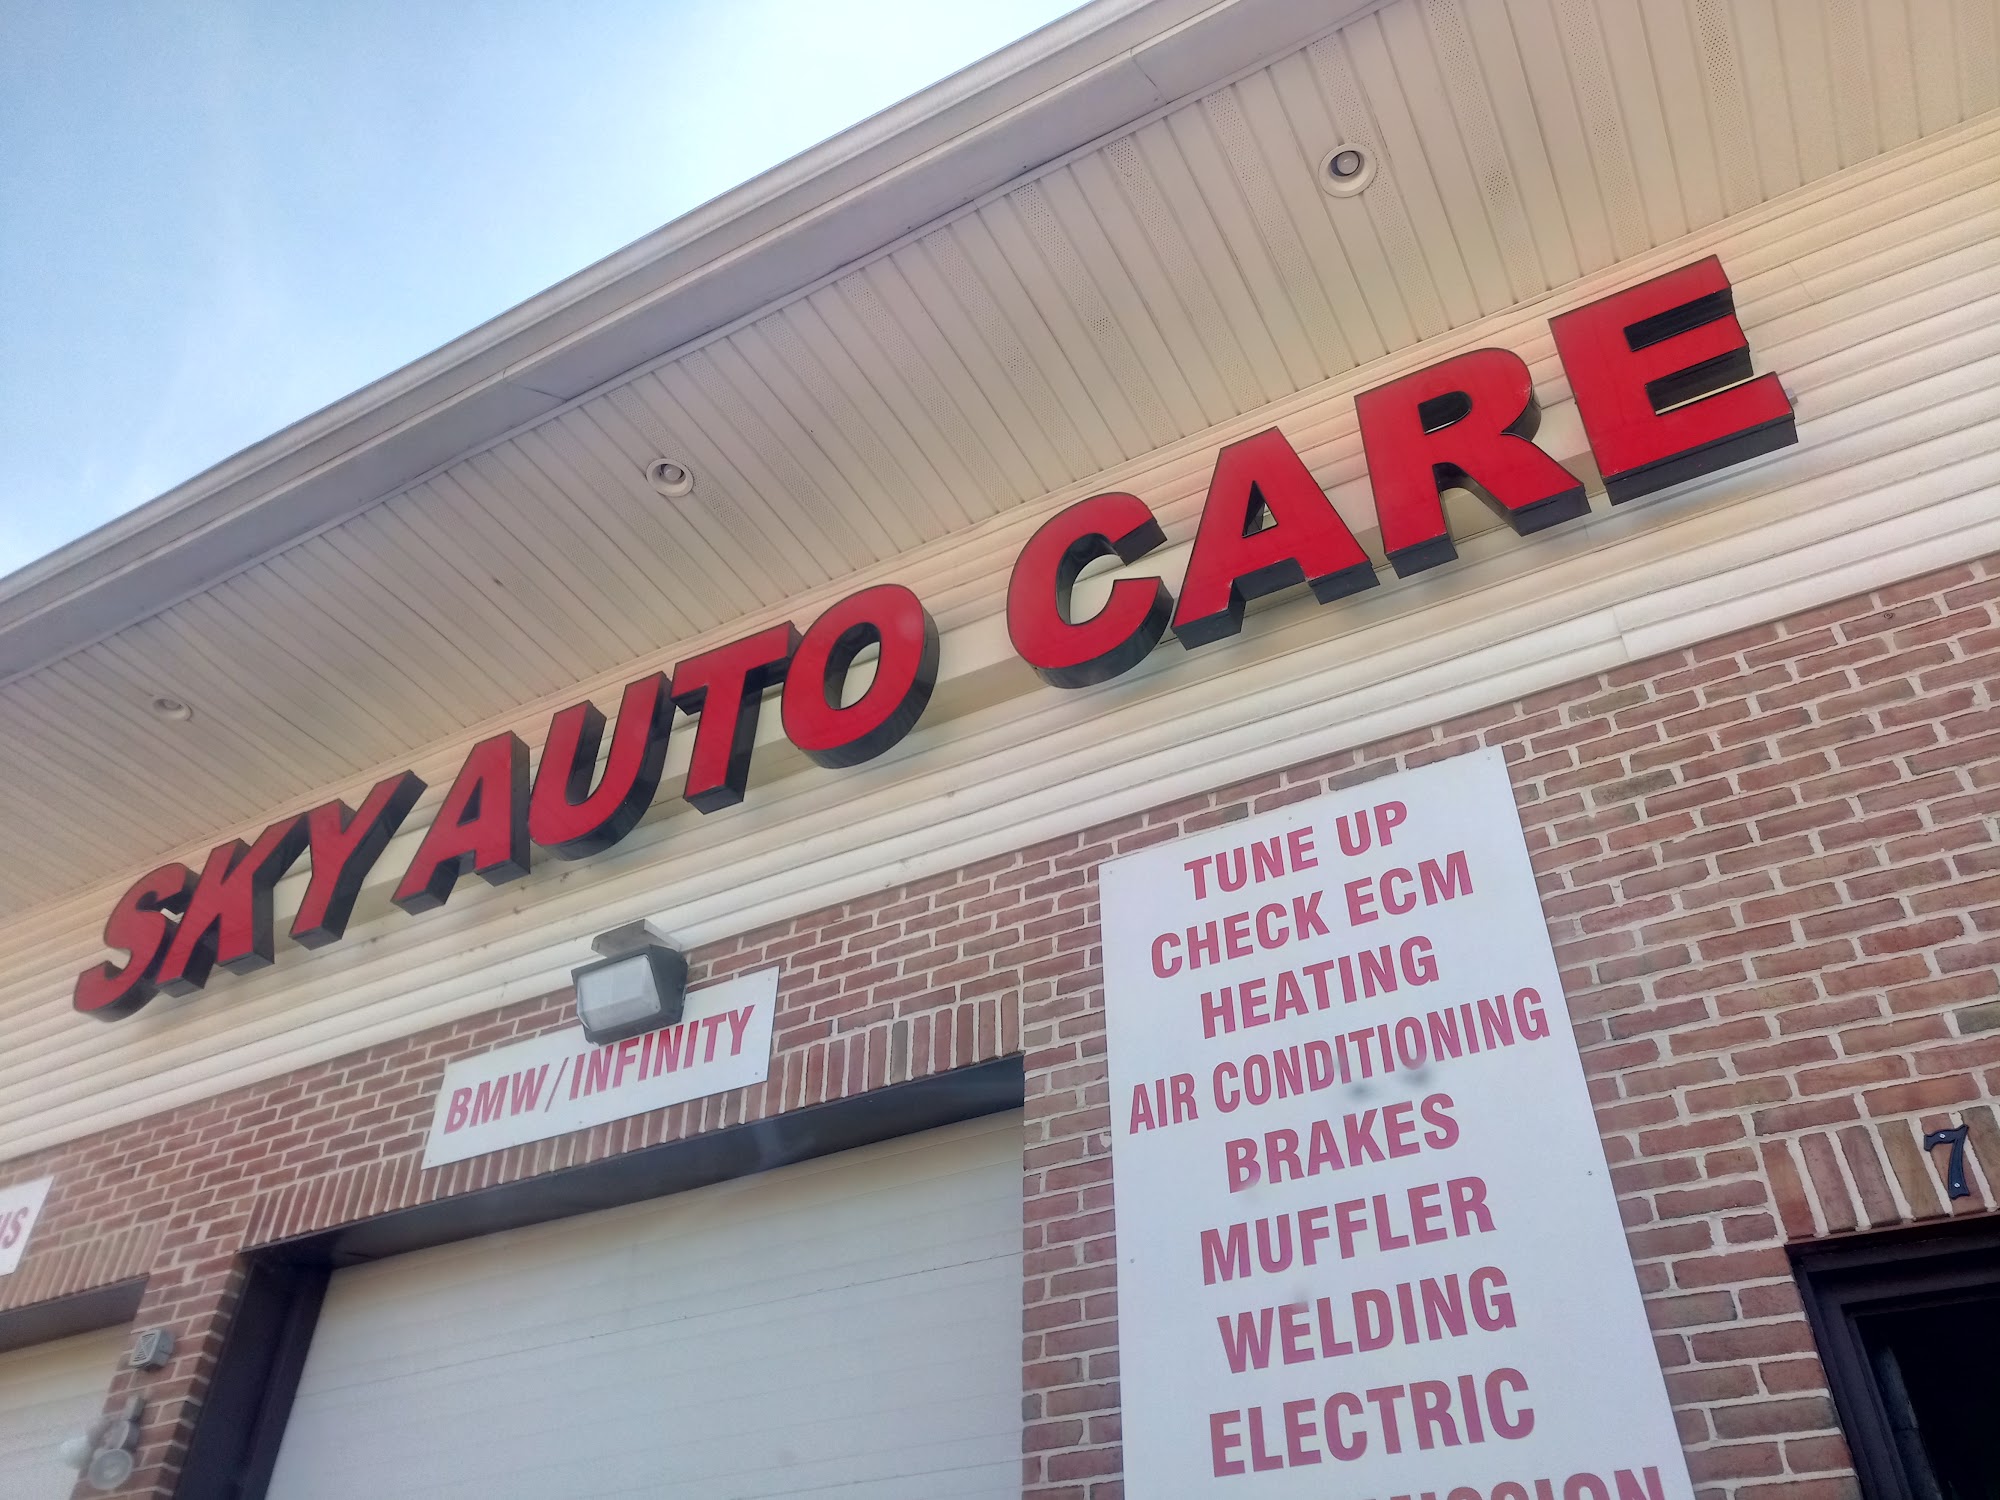 SKY AUTO CARE
BMW/INFINITY
TUNE UP
CHECK ECM
HEATING
AIR CONDITIONING
BRAKES
MUFFLER
WELDING
ELECTRIC
7